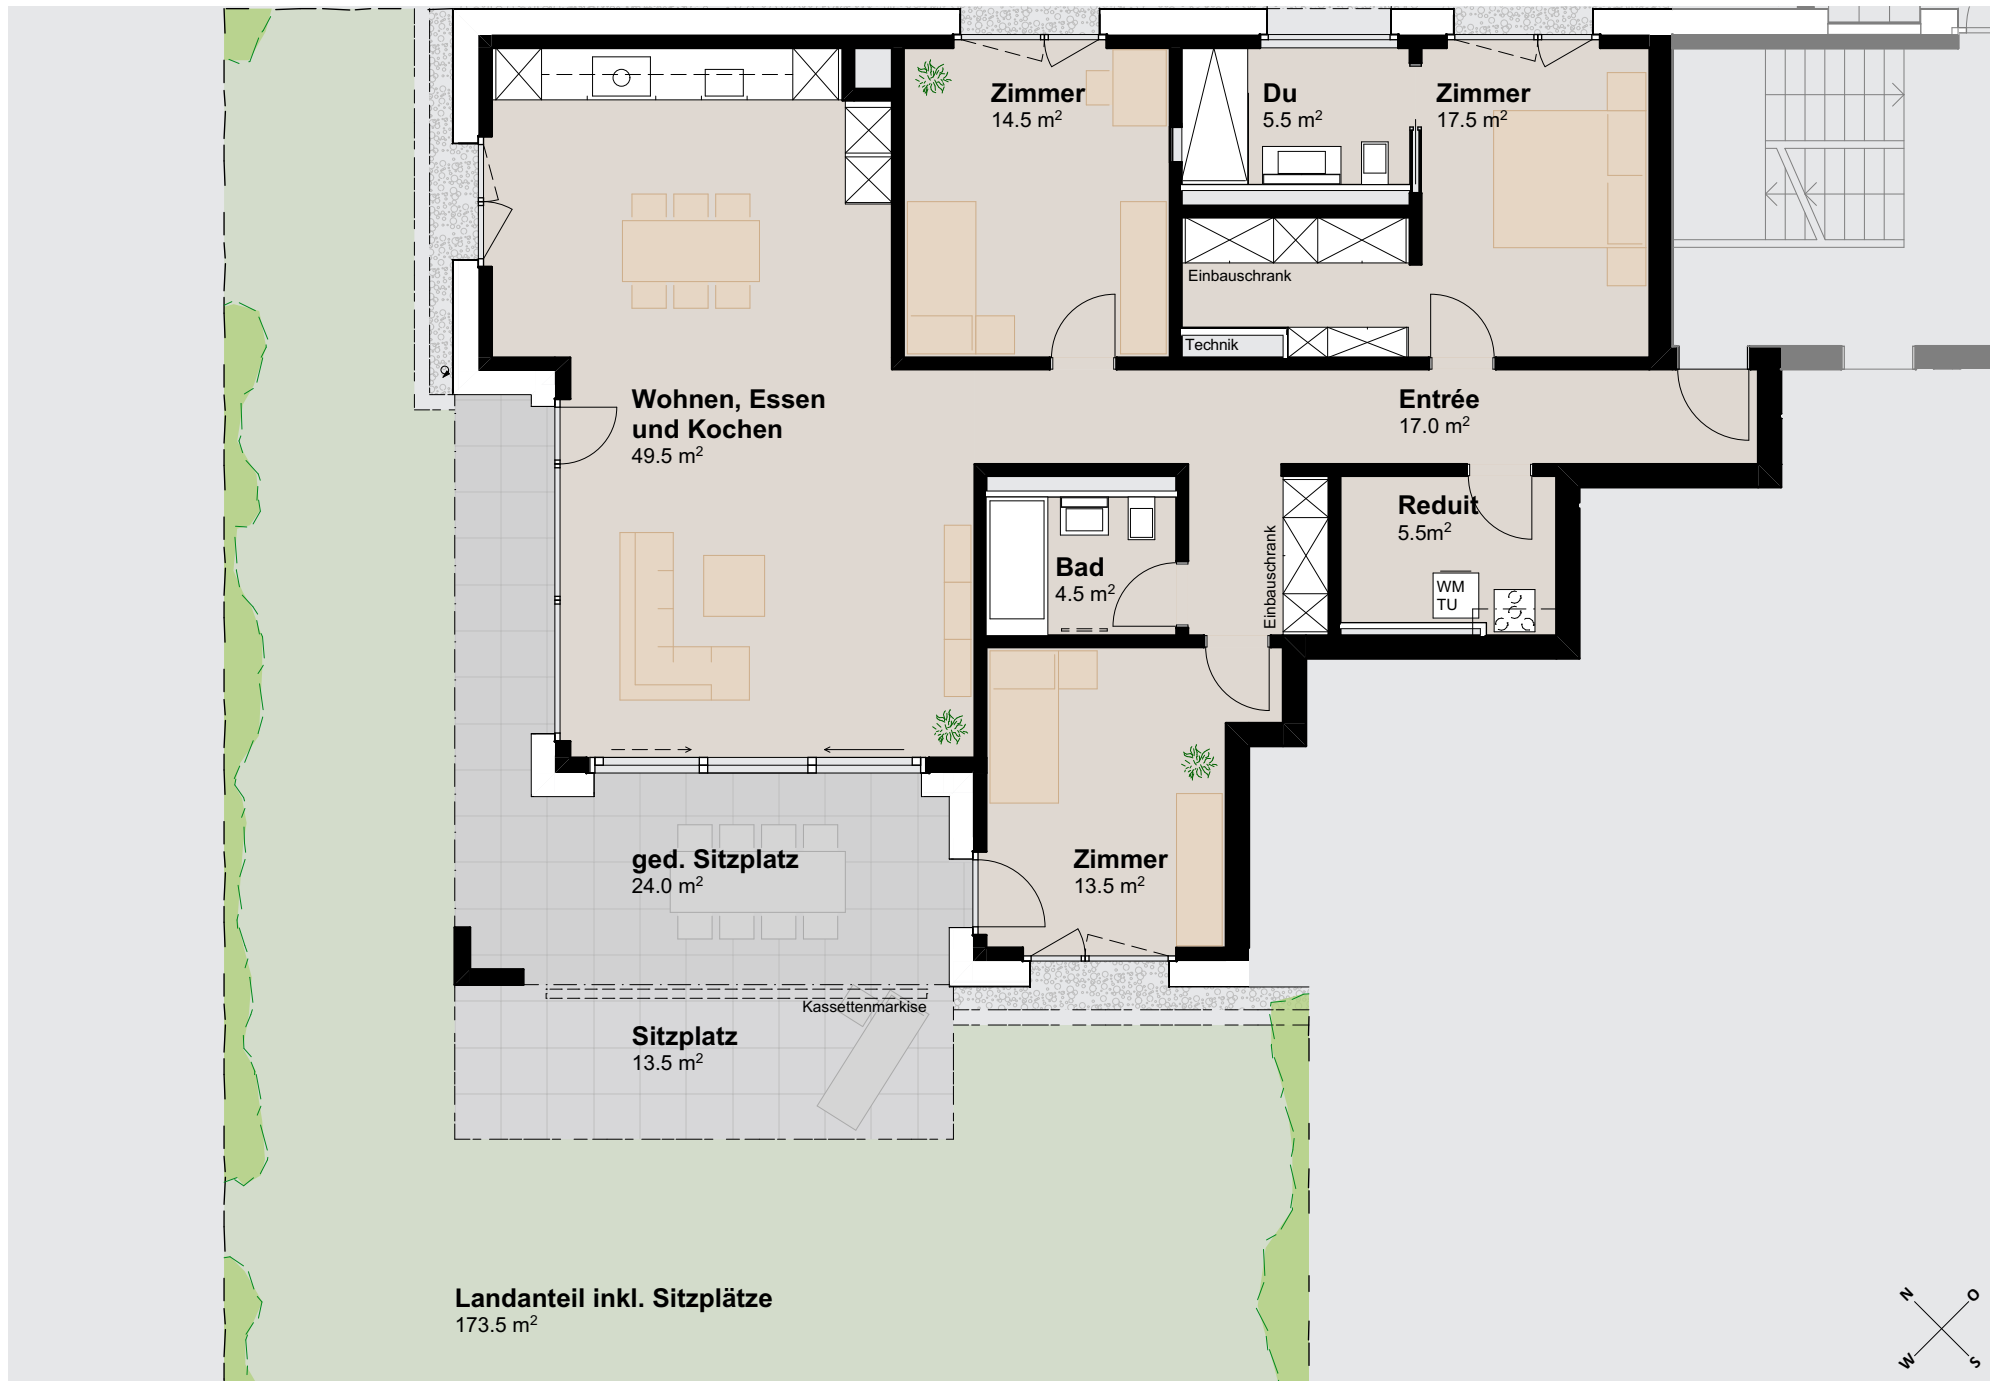 Zimmer
14.5 m²
Du
5.5 m²
Zimmer
17.5 m²
Einbauschrank
Technik
Wohnen, Essen
und Kochen
49.5 m²
Entrée
17.0 m²
Reduit
5.5m²
Bad
4.5 m²
Einbauschrank
WM
TU
ged. Sitzplatz
24.0 m²
Zimmer
13.5 m²
Kassettenmarkise
Sitzplatz
13.5 m²
Landanteil inkl. Sitzplätze
173.5 m²
N
O
W
S